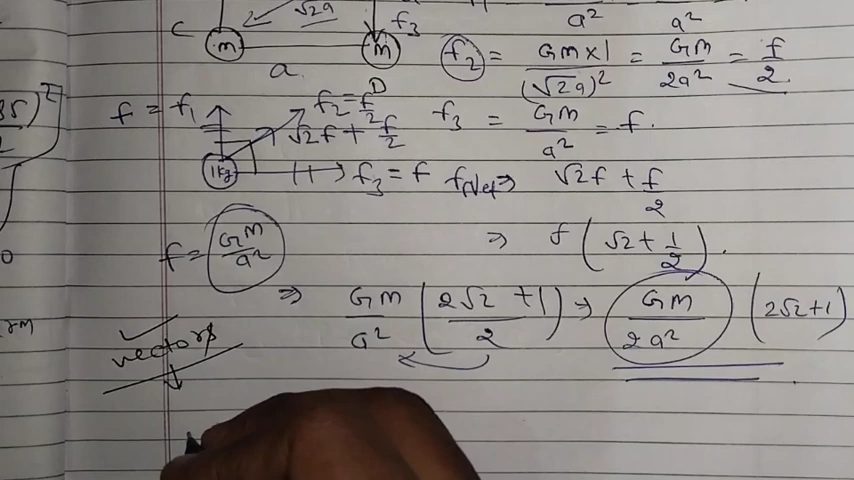 √2a
f3
a² a²
C m m
a
D
f2 = GM×1/(√2a)² = GM/2a² = f/2
35)²
f = f1
f2 = f/2
√2f + f/2
f3 = GM/a² = f.
1kg
f3 = f
fNet ⇒ √2f + f/2
f = GM/a²
⇒ f(√2 + 1/2).
⇒ GM/a² (2√2 + 1/2) ⇒ GM/2a² (2√2+1)
vectors